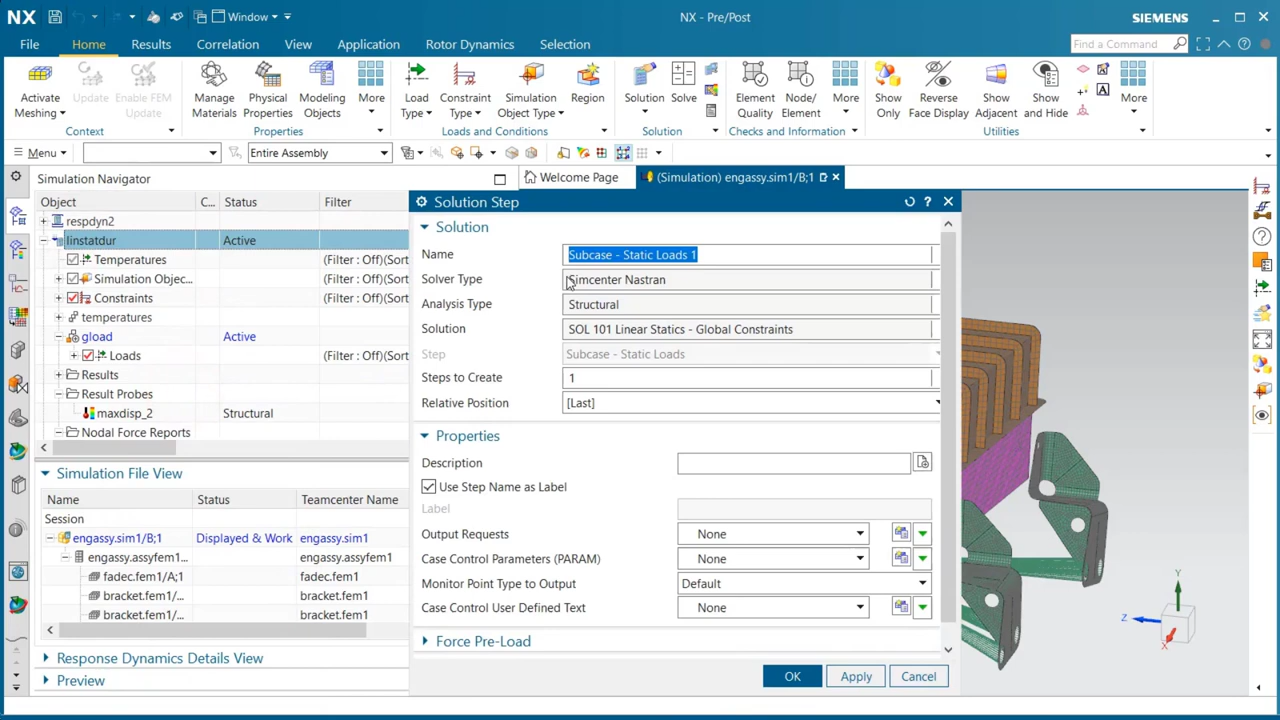 NX
Window
NX - Pre/Post
SIEMENS
File
Home
Results
Correlation
View
Application
Rotor Dynamics
Selection
Find a Command
Activate Meshing
Update
Enable FEM Update
Context
Manage Materials
Physical Properties
Modeling Objects
More
Properties
Load Type
Constraint Type
Simulation Object Type
Region
Loads and Conditions
Solution
Solve
Solution
Element Quality
Node/Element
More
Checks and Information
Show Only
Reverse Face Display
Show Adjacent
Show and Hide
More
Utilities
Menu
Entire Assembly
Simulation Navigator
Welcome Page
(Simulation) engassy.sim1/B;1
Object C... Status Filter
respdyn2
linstatdur Active
Temperatures (Filter : Off)(Sort
Simulation Objec... (Filter : Off)(Sort
Constraints (Filter : Off)(Sort
temperatures
gload Active
Loads (Filter : Off)(Sort
Results
Result Probes
maxdisp_2 Structural
Nodal Force Reports
Simulation File View
Name Status Teamcenter Name
Session
engassy.sim1/B;1 Displayed & Work engassy.sim1
engassy.assyfem1... engassy.assyfem1
fadec.fem1/A;1 fadec.fem1
bracket.fem1/... bracket.fem1
bracket.fem1/... bracket.fem1
Response Dynamics Details View
Preview
Solution Step
Solution
Name Subcase - Static Loads 1
Solver Type Simcenter Nastran
Analysis Type Structural
Solution SOL 101 Linear Statics - Global Constraints
Step Subcase - Static Loads
Steps to Create 1
Relative Position [Last]
Properties
Description
Use Step Name as Label
Label
Output Requests None
Case Control Parameters (PARAM) None
Monitor Point Type to Output Default
Case Control User Defined Text None
Force Pre-Load
OK Apply Cancel
Y
Z
X